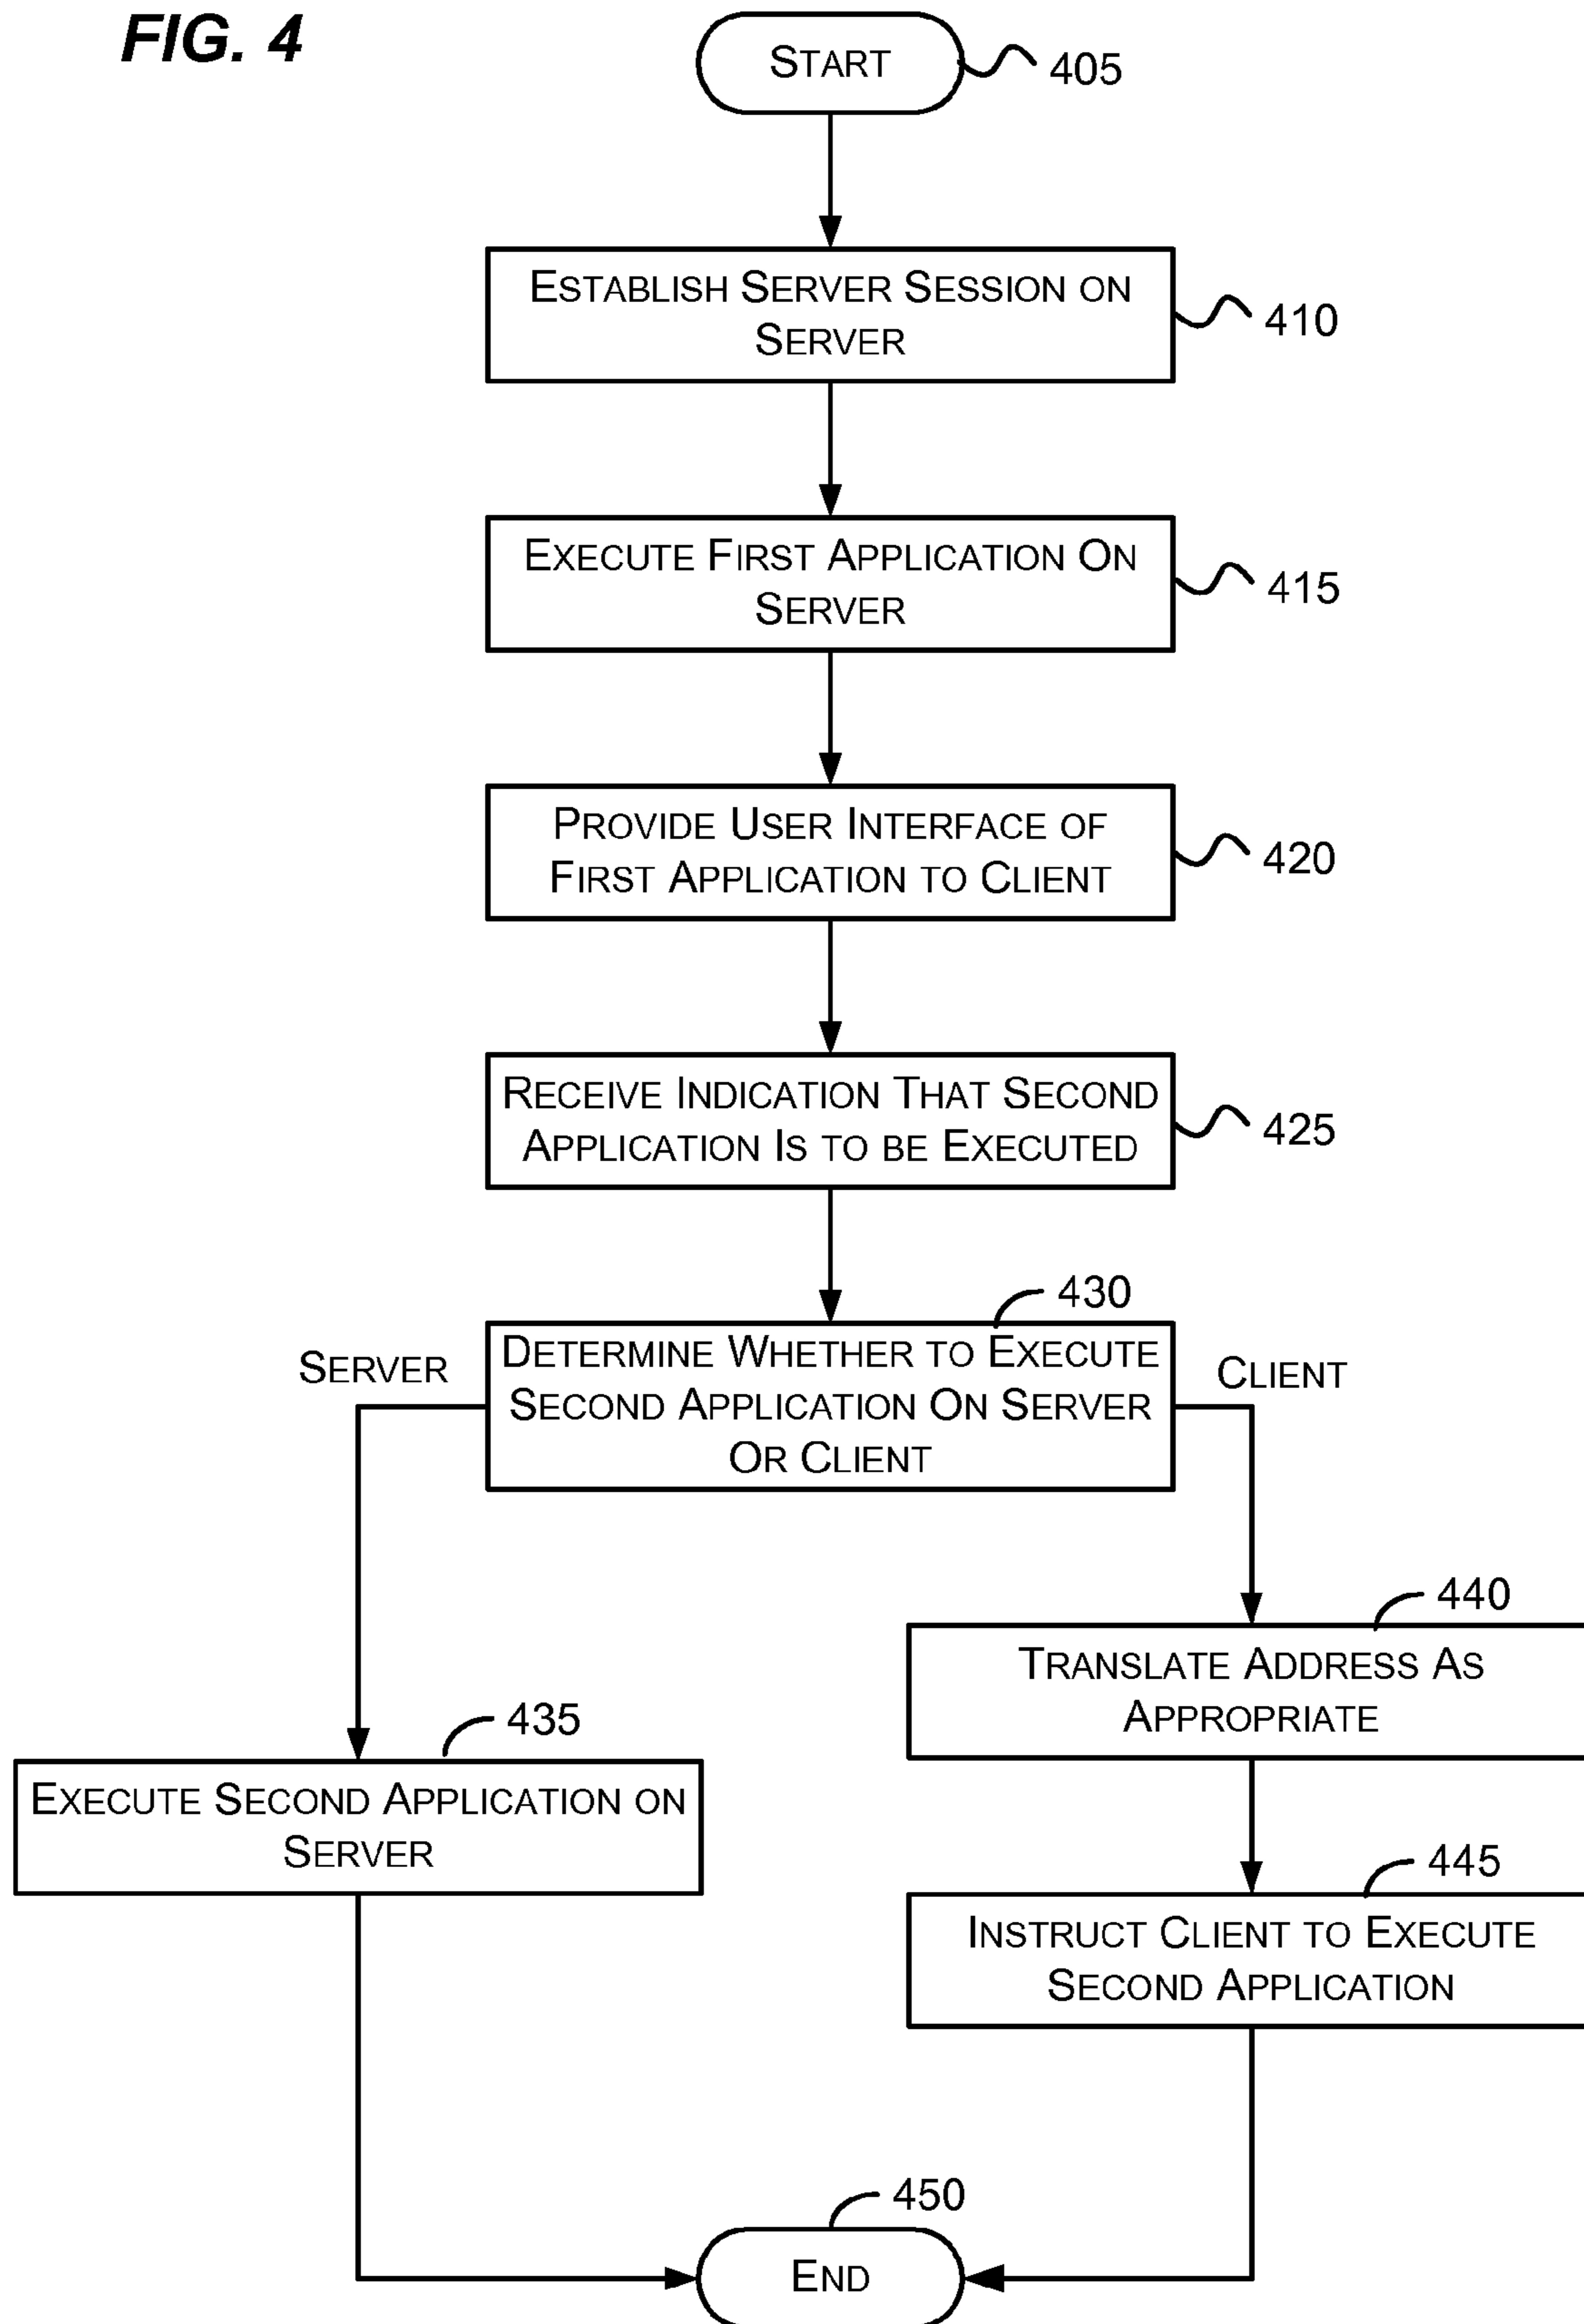 FIG. 4
START
405
ESTABLISH SERVER SESSION ON
SERVER
410
EXECUTE FIRST APPLICATION ON
SERVER
415
PROVIDE USER INTERFACE OF
FIRST APPLICATION TO CLIENT
420
RECEIVE INDICATION THAT SECOND
APPLICATION IS TO BE EXECUTED
425
430
SERVER
DETERMINE WHETHER TO EXECUTE
SECOND APPLICATION ON SERVER
OR CLIENT
CLIENT
440
TRANSLATE ADDRESS AS
APPROPRIATE
435
EXECUTE SECOND APPLICATION ON
SERVER
445
INSTRUCT CLIENT TO EXECUTE
SECOND APPLICATION
450
END